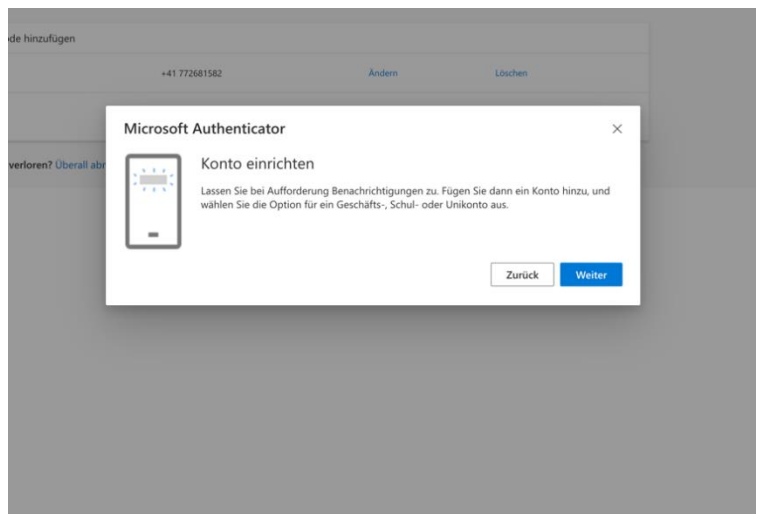 ode hinzufügen
+41 772681582 Ändern Löschen
Microsoft Authenticator
verloren? Überall abr
Konto einrichten
Lassen Sie bei Aufforderung Benachrichtigungen zu. Fügen Sie dann ein Konto hinzu, und
wählen Sie die Option für ein Geschäfts-, Schul- oder Unikonto aus.
Zurück Weiter